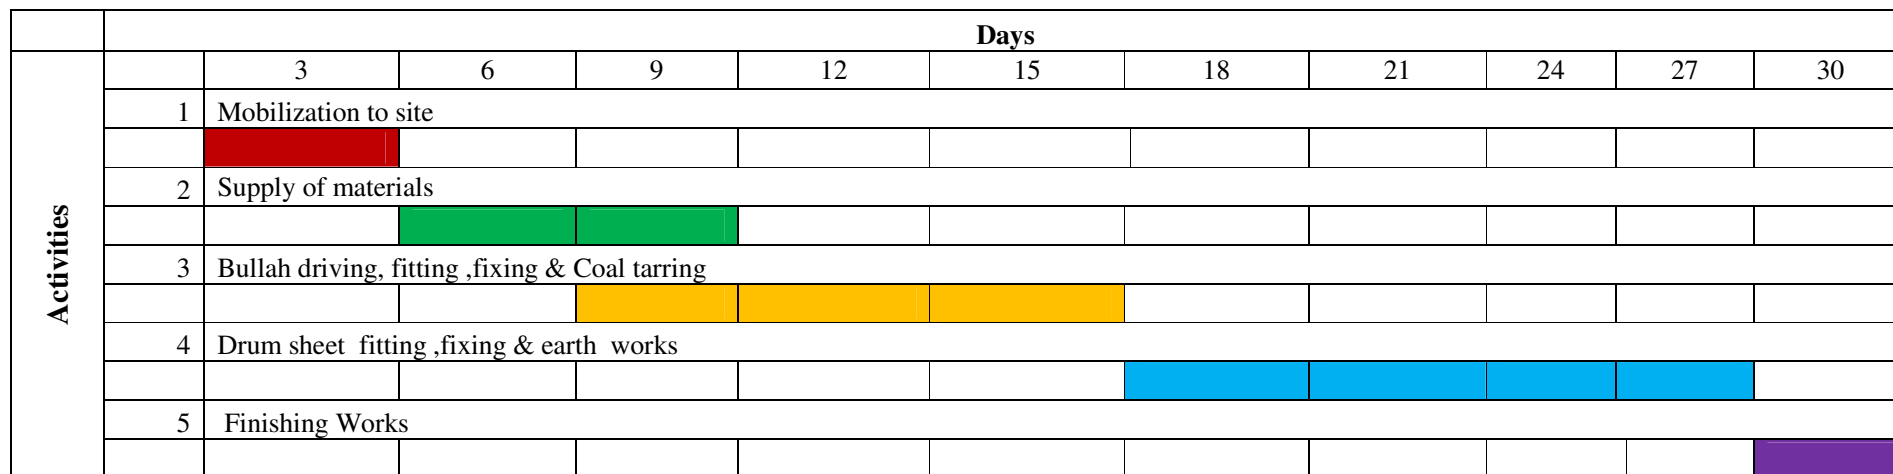 Days
3 6 9 12 15 18 21 24 27 30
Activities
1 Mobilization to site
2 Supply of materials
3 Bullah driving, fitting ,fixing & Coal tarring
4 Drum sheet fitting ,fixing & earth works
5 Finishing Works